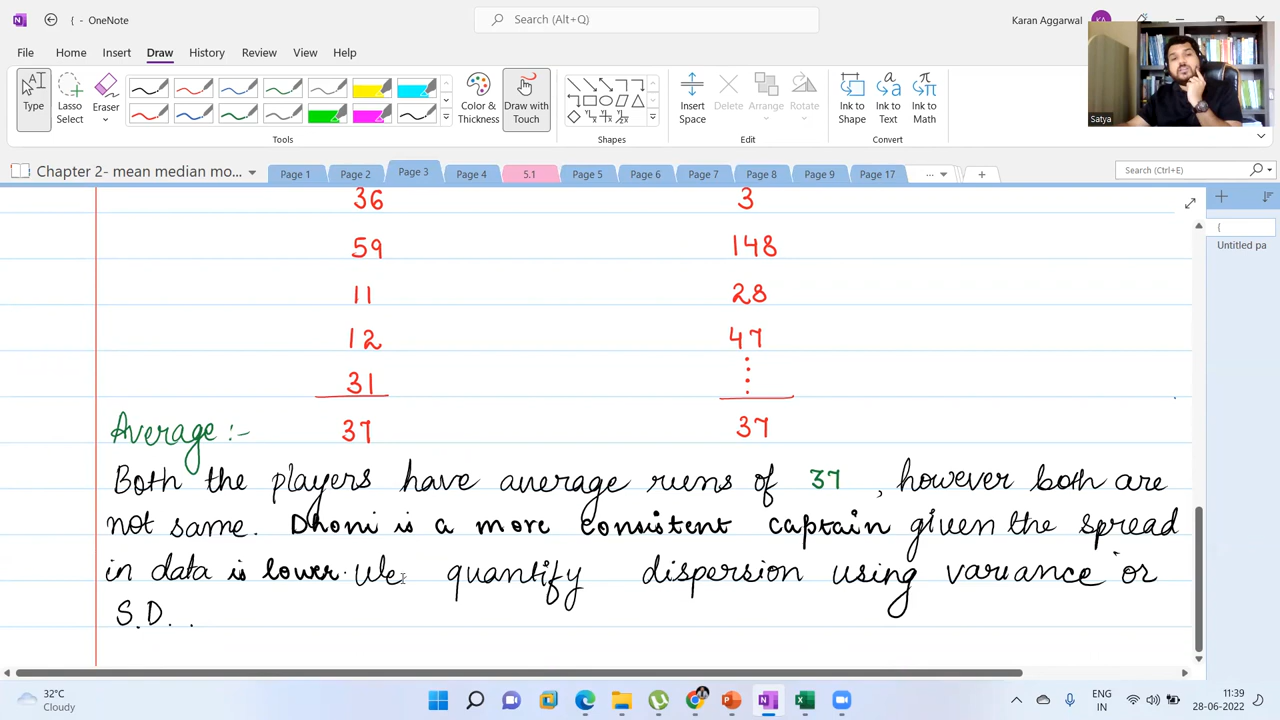 { - OneNote
Search (Alt+Q)
Karan Aggarwal
KA
File Home Insert Draw History Review View Help
Type
Lasso Select
Eraser
Color & Thickness
Draw with Touch
Insert Space
Delete
Arrange
Rotate
Ink to Shape
Ink to Text
Ink to Math
Tools
Shapes
Edit
Convert
Satya
Chapter 2- mean median mo...
Page 1 Page 2 Page 3 Page 4 5.1 Page 5 Page 6 Page 7 Page 8 Page 9 Page 17 ...
Search (Ctrl+E)
{
Untitled pa
36 3
59 148
11 28
12 47
31
Average :- 37 37
Both the players have average runs of 37 , however both are
not same. Dhoni is a more consistent captain given the spread
in data is lower. We quantify dispersion using variance or
S.D..
32°C
Cloudy
ENG
IN
11:39
28-06-2022